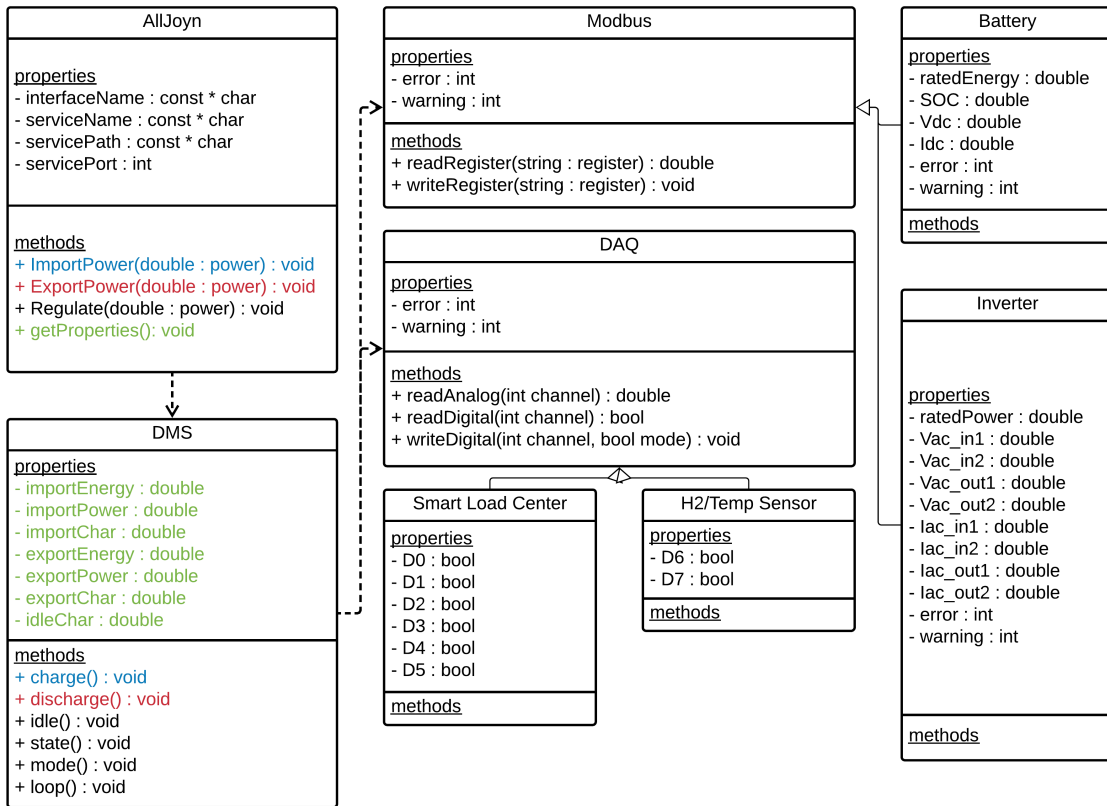 AllJoyn
properties
- interfaceName : const * char
- serviceName : const * char
- servicePath : const * char
- servicePort : int
methods
+ ImportPower(double : power) : void
+ ExportPower(double : power) : void
+ Regulate(double : power) : void
+ getProperties(): void
DMS
properties
- importEnergy : double
- importPower : double
- importChar : double
- exportEnergy : double
- exportPower : double
- exportChar : double
- idleChar : double
methods
+ charge() : void
+ discharge() : void
+ idle() : void
+ state() : void
+ mode() : void
+ loop() : void
Modbus
properties
- error : int
- warning : int
methods
+ readRegister(string : register) : double
+ writeRegister(string : register) : void
DAQ
properties
- error : int
- warning : int
methods
+ readAnalog(int channel) : double
+ readDigital(int channel) : bool
+ writeDigital(int channel, bool mode) : void
Smart Load Center
properties
- D0 : bool
- D1 : bool
- D2 : bool
- D3 : bool
- D4 : bool
- D5 : bool
methods
H2/Temp Sensor
properties
- D6 : bool
- D7 : bool
methods
Battery
properties
- ratedEnergy : double
- SOC : double
- Vdc : double
- Idc : double
- error : int
- warning : int
methods
Inverter
properties
- ratedPower : double
- Vac_in1 : double
- Vac_in2 : double
- Vac_out1 : double
- Vac_out2 : double
- Iac_in1 : double
- Iac_in2 : double
- Iac_out1 : double
- Iac_out2 : double
- error : int
- warning : int
methods